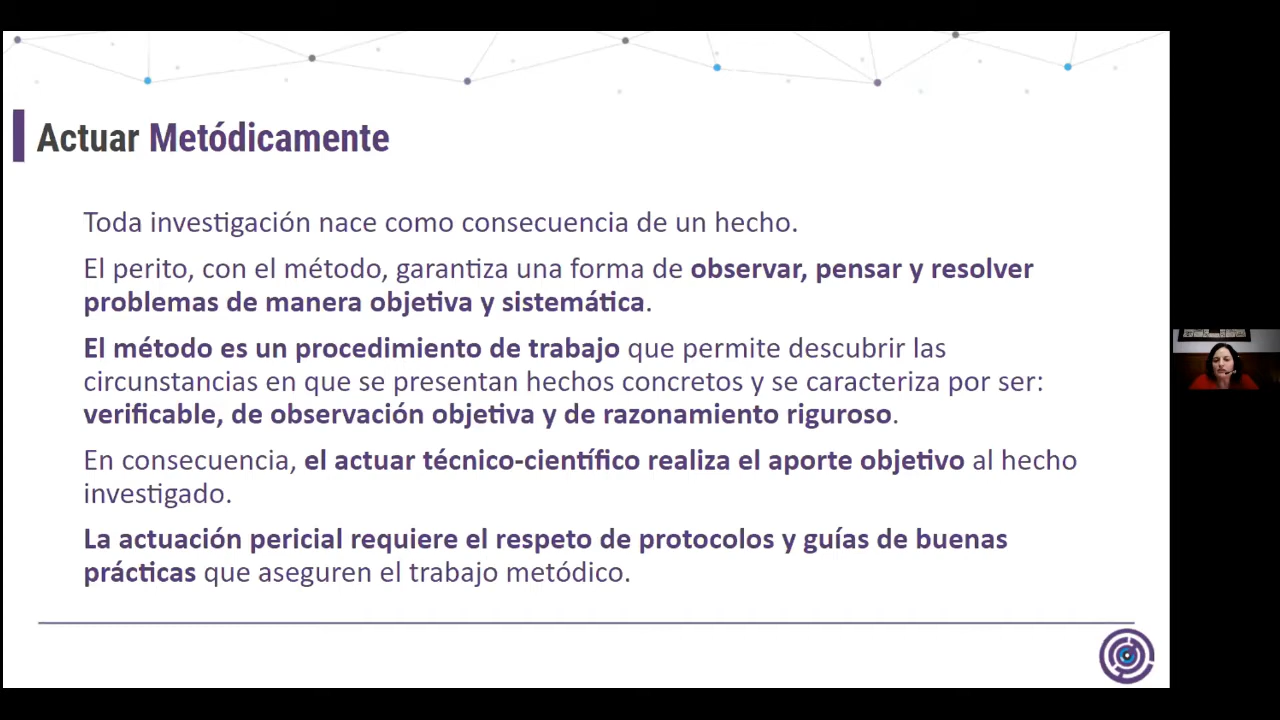 Actuar Metódicamente
Toda investigación nace como consecuencia de un hecho.
El perito, con el método, garantiza una forma de observar, pensar y resolver
problemas de manera objetiva y sistemática.
El método es un procedimiento de trabajo que permite descubrir las
circunstancias en que se presentan hechos concretos y se caracteriza por ser:
verificable, de observación objetiva y de razonamiento riguroso.
En consecuencia, el actuar técnico-científico realiza el aporte objetivo al hecho
investigado.
La actuación pericial requiere el respeto de protocolos y guías de buenas
prácticas que aseguren el trabajo metódico.